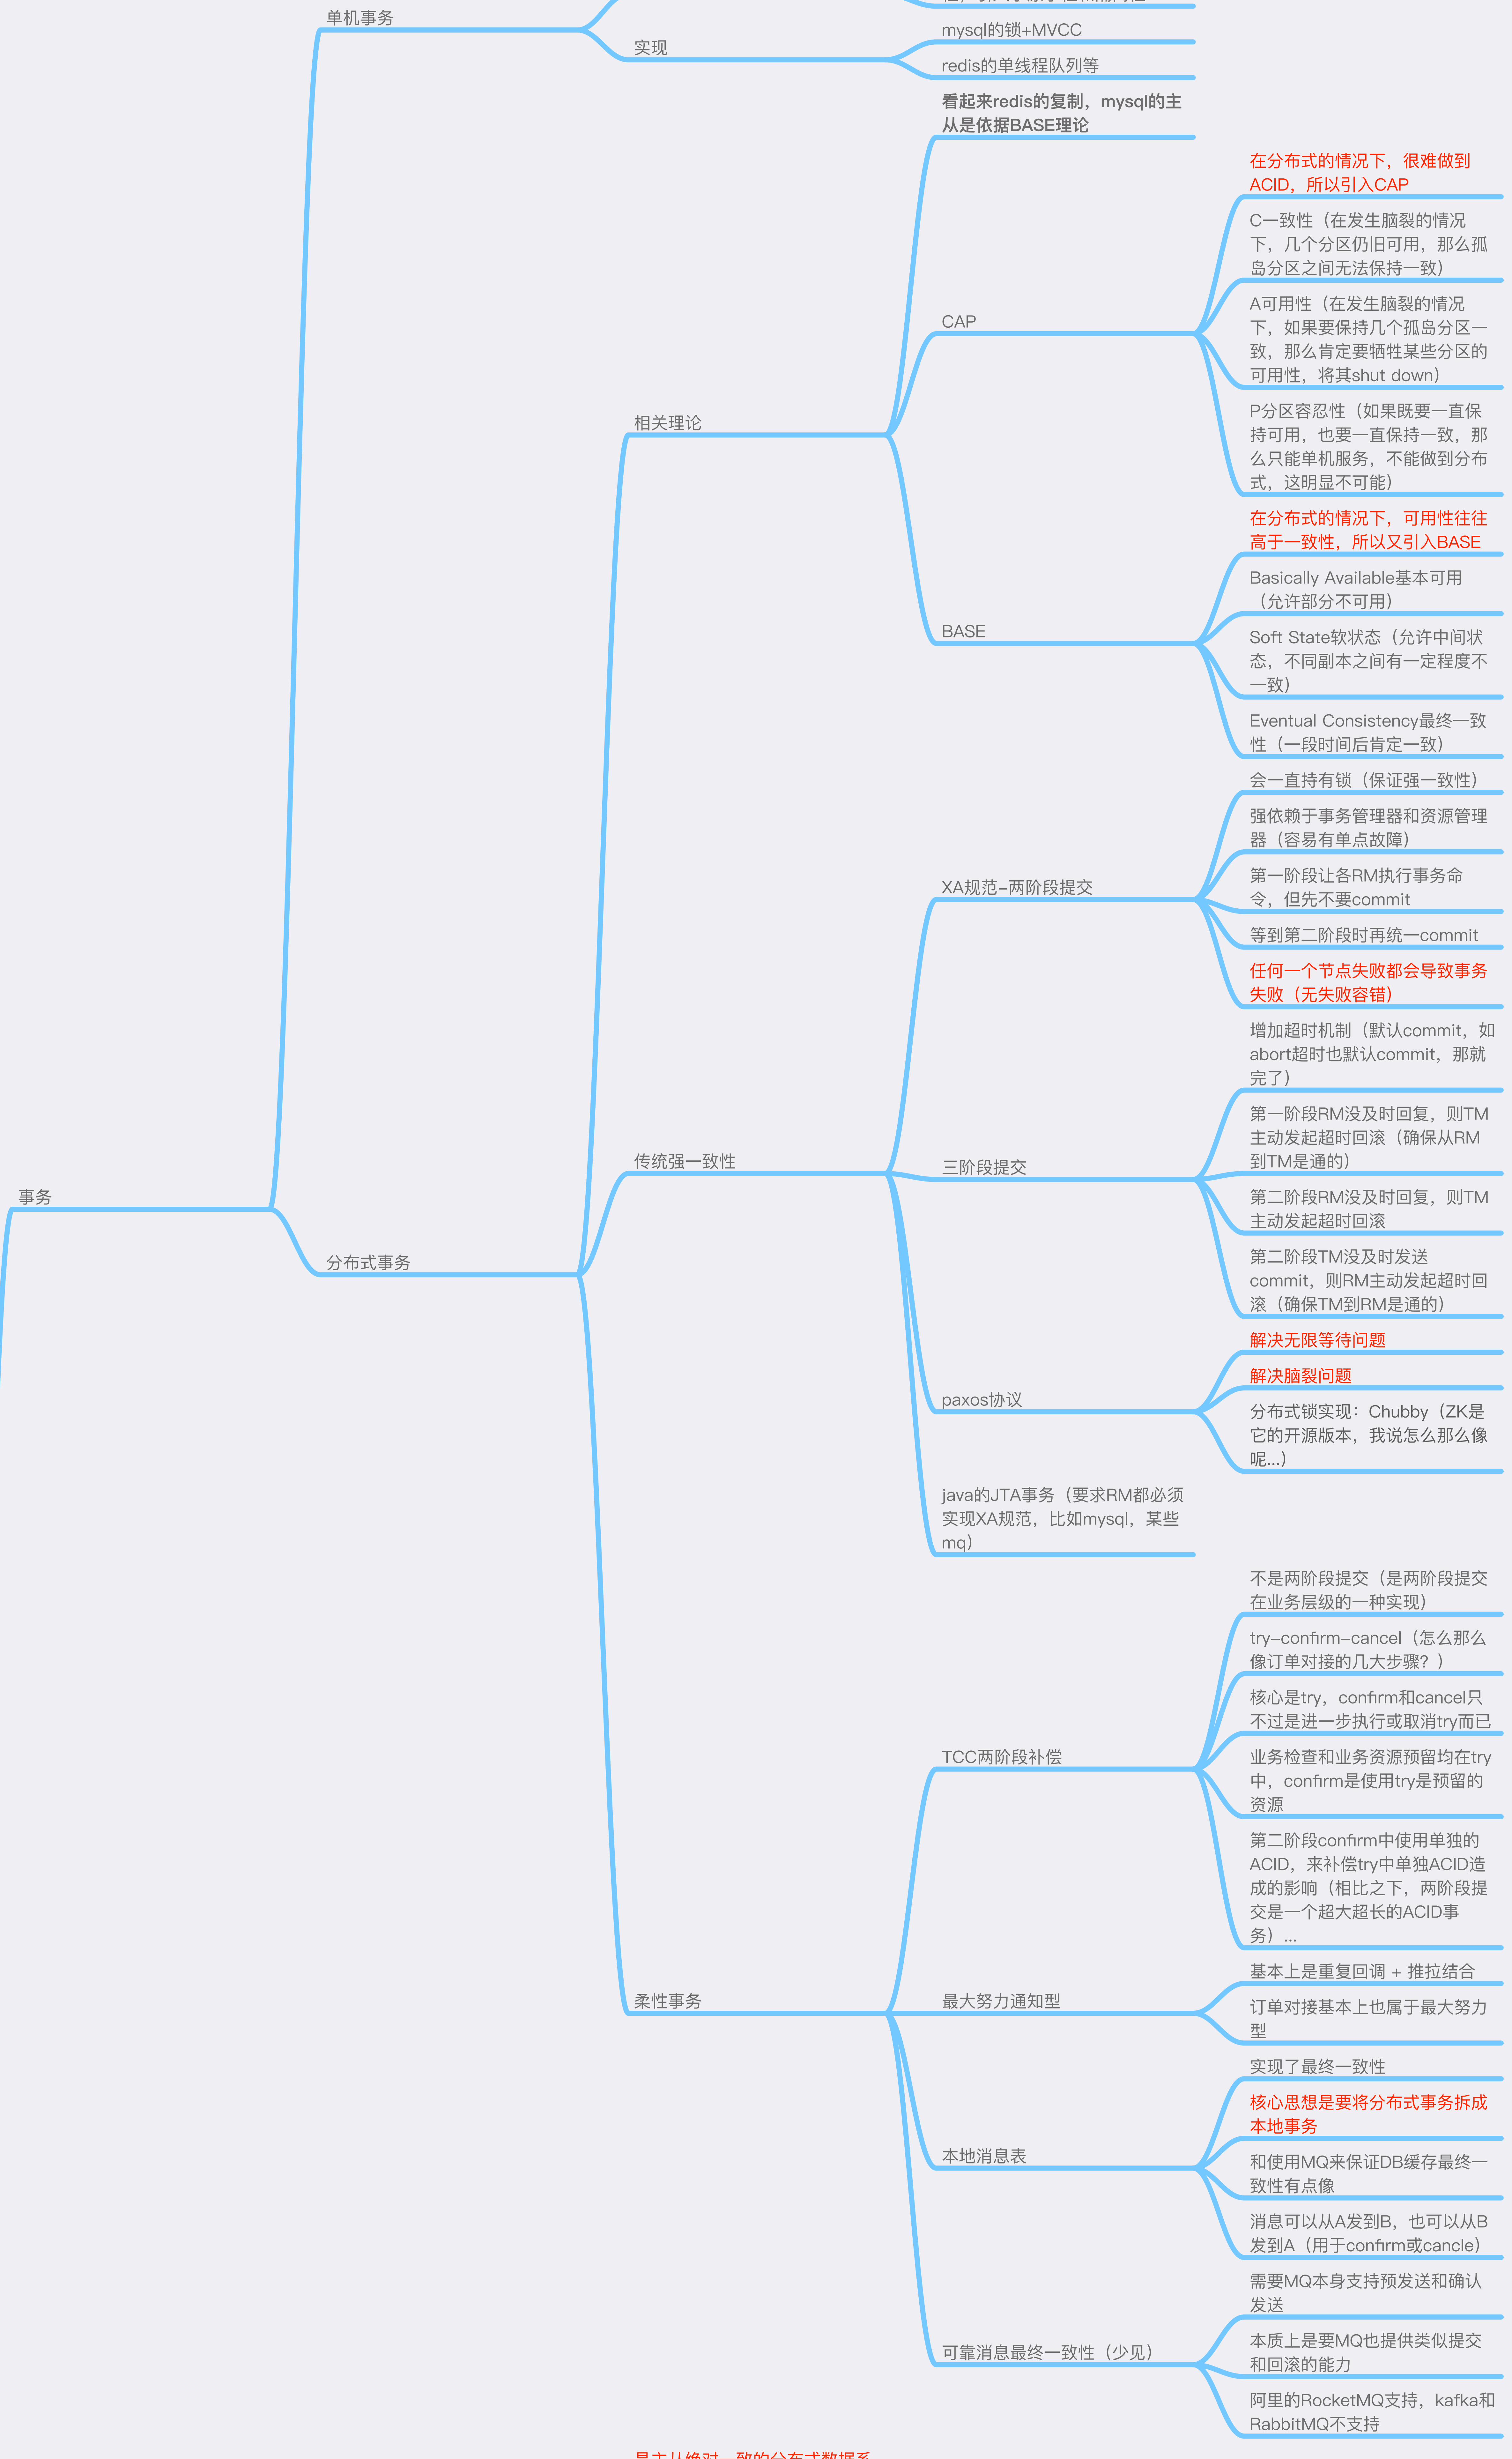 单机事务
实现
mysql的锁+MVCC
redis的单线程队列等
事务
分布式事务
相关理论
看起来redis的复制，mysql的主
从是依据BASE理论
CAP
在分布式的情况下，很难做到
ACID，所以引入CAP
C一致性（在发生脑裂的情况
下，几个分区仍旧可用，那么孤
岛分区之间无法保持一致）
A可用性（在发生脑裂的情况
下，如果要保持几个孤岛分区一
致，那么肯定要牺牲某些分区的
可用性，将其shut down）
P分区容忍性（如果既要一直保
持可用，也要一直保持一致，那
么只能单机服务，不能做到分布
式，这明显不可能）
BASE
在分布式的情况下，可用性往往
高于一致性，所以又引入BASE
Basically Available基本可用
（允许部分不可用）
Soft State软状态（允许中间状
态，不同副本之间有一定程度不
一致）
Eventual Consistency最终一致
性（一段时间后肯定一致）
传统强一致性
XA规范-两阶段提交
会一直持有锁（保证强一致性）
强依赖于事务管理器和资源管理
器（容易有单点故障）
第一阶段让各RM执行事务命
令，但先不要commit
等到第二阶段时再统一commit
任何一个节点失败都会导致事务
失败（无失败容错）
三阶段提交
增加超时机制（默认commit，如
abort超时也默认commit，那就
完了）
第一阶段RM没及时回复，则TM
主动发起超时回滚（确保从RM
到TM是通的）
第二阶段RM没及时回复，则TM
主动发起超时回滚
第二阶段TM没及时发送
commit，则RM主动发起超时回
滚（确保TM到RM是通的）
paxos协议
解决无限等待问题
解决脑裂问题
分布式锁实现：Chubby（ZK是
它的开源版本，我说怎么那么像
呢...）
java的JTA事务（要求RM都必须
实现XA规范，比如mysql，某些
mq）
柔性事务
TCC两阶段补偿
不是两阶段提交（是两阶段提交
在业务层级的一种实现）
try-confirm-cancel（怎么那么
像订单对接的几大步骤？）
核心是try，confirm和cancel只
不过是进一步执行或取消try而已
业务检查和业务资源预留均在try
中，confirm是使用try是预留的
资源
第二阶段confirm中使用单独的
ACID，来补偿try中单独ACID造
成的影响（相比之下，两阶段提
交是一个超大超长的ACID事
务）...
最大努力通知型
基本上是重复回调 + 推拉结合
订单对接基本上也属于最大努力
型
本地消息表
实现了最终一致性
核心思想是要将分布式事务拆成
本地事务
和使用MQ来保证DB缓存最终一
致性有点像
消息可以从A发到B，也可以从B
发到A（用于confirm或cancle）
可靠消息最终一致性（少见）
需要MQ本身支持预发送和确认
发送
本质上是要MQ也提供类似提交
和回滚的能力
阿里的RocketMQ支持，kafka和
RabbitMQ不支持
是主从绝对一致的分布式数据系